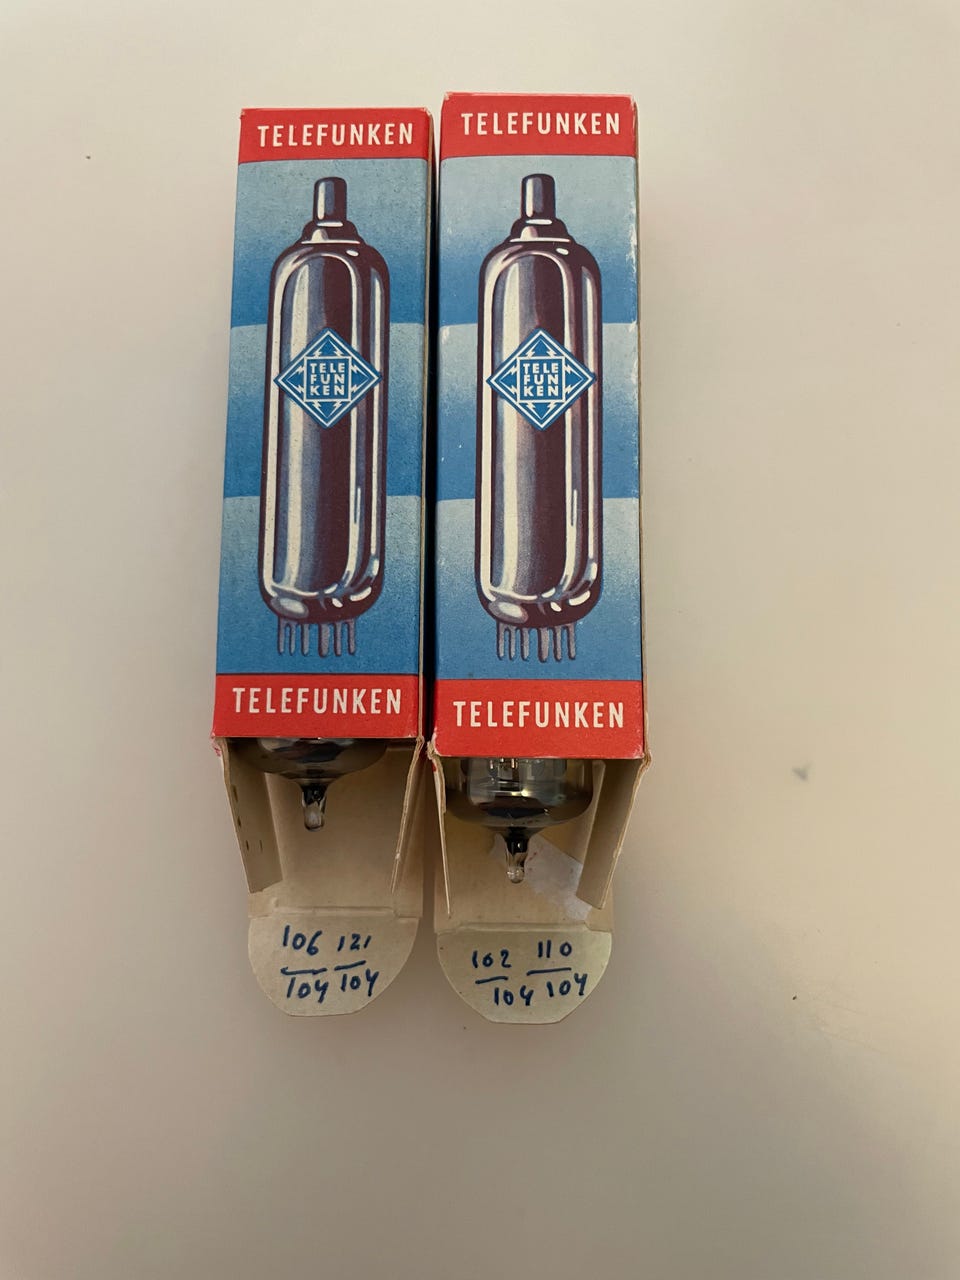 TELEFUNKEN
TELE
FUN
KEN
TELEFUNKEN
106 121
104 104
TELEFUNKEN
TELE
FUN
KEN
TELEFUNKEN
102 110
104 104